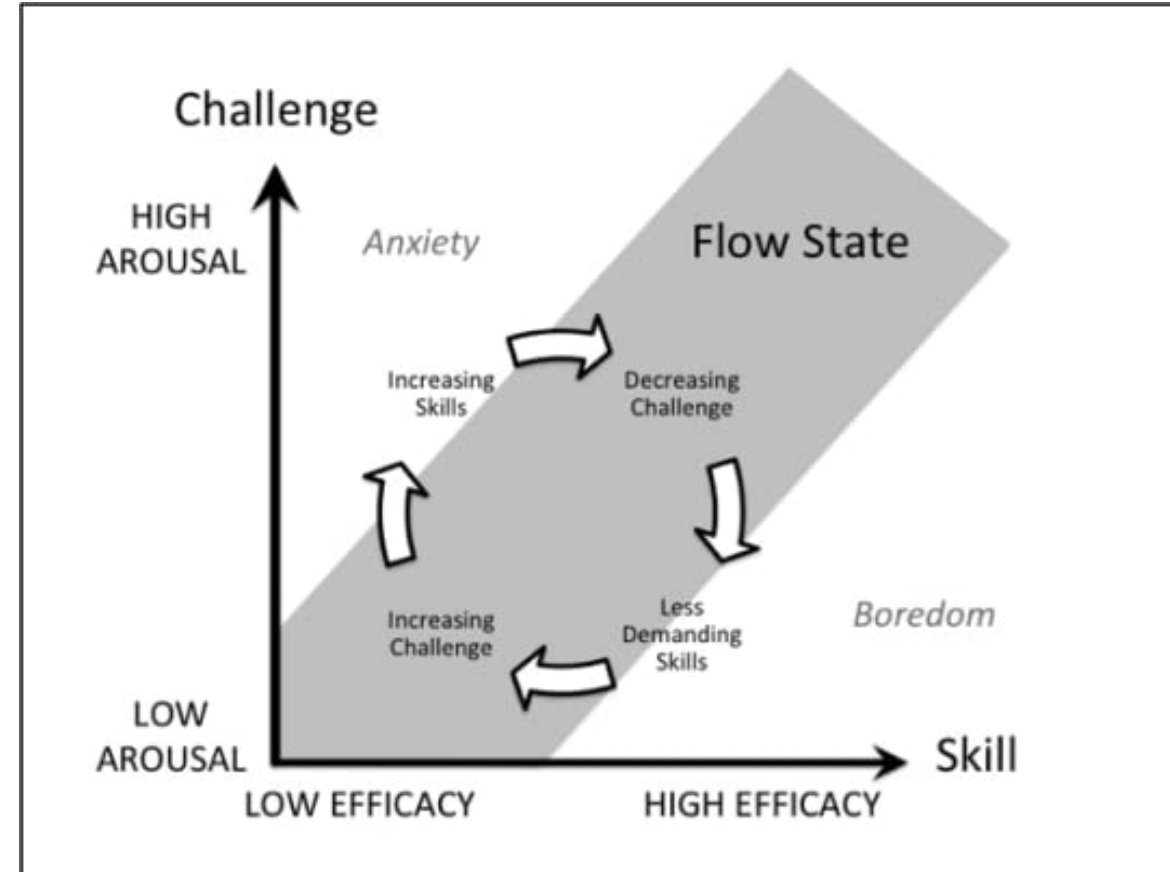 Challenge
HIGH
AROUSAL
Anxiety
Flow State
Increasing
Skills
Decreasing
Challenge
Increasing
Challenge
Less
Demanding
Skills
Boredom
LOW
AROUSAL
Skill
LOW EFFICACY
HIGH EFFICACY